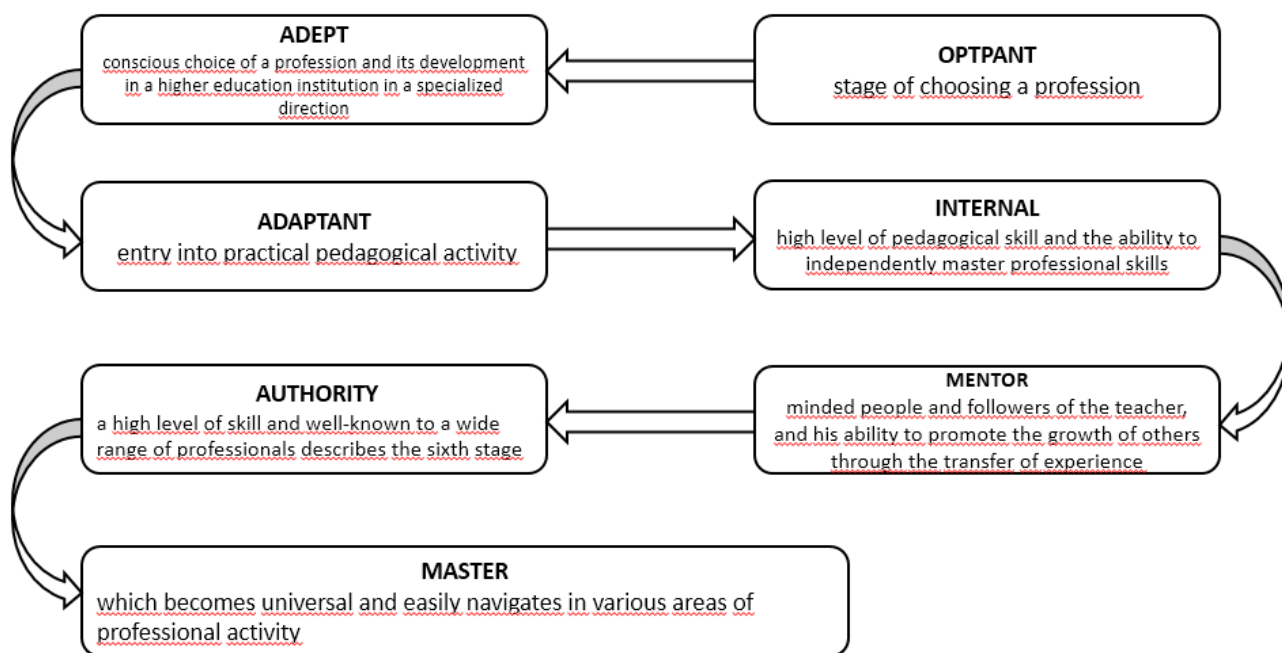 ADEPT
conscious choice of a profession and its development
in a higher education institution in a specialized
direction
OPTPANT
stage of choosing a profession
ADAPTANT
entry into practical pedagogical activity
INTERNAL
high level of pedagogical skill and the ability to
independently master professional skills
AUTHORITY
a high level of skill and well-known to a wide
range of professionals describes the sixth stage
MENTOR
minded people and followers of the teacher,
and his ability to promote the growth of others
through the transfer of experience
MASTER
which becomes universal and easily navigates in various areas of
professional activity